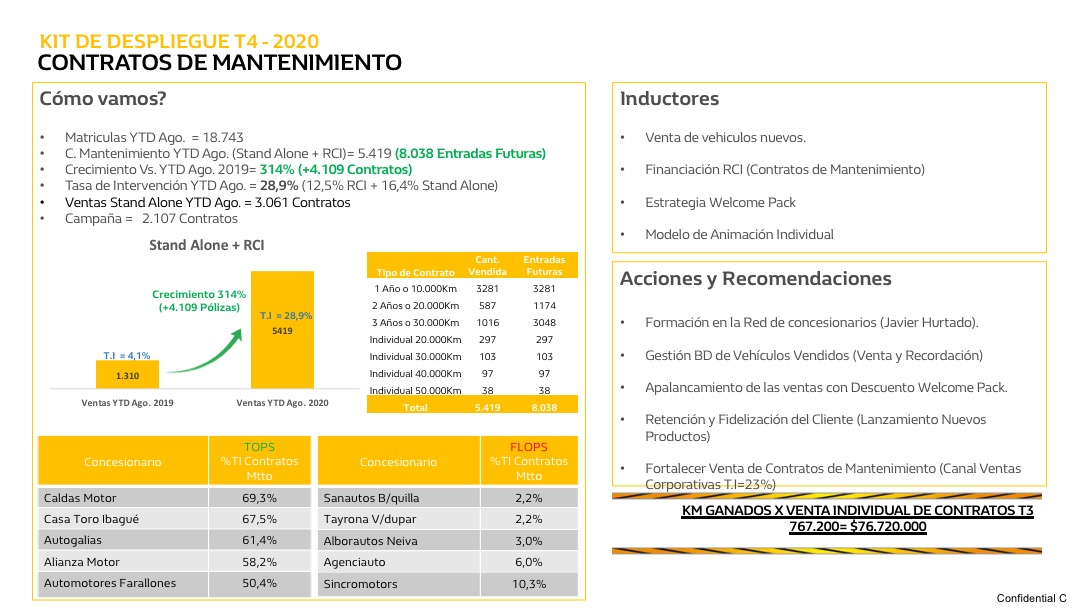 KIT DE DESPLIEGUE T4 - 2020
CONTRATOS DE MANTENIMIENTO
Cómo vamos?
• Matriculas YTD Ago. = 18.743
• C. Mantenimiento YTD Ago. (Stand Alone + RCI)= 5.419 (8.038 Entradas Futuras)
• Crecimiento Vs. YTD Ago. 2019= 314% (+4.109 Contratos)
• Tasa de Intervención YTD Ago. = 28,9% (12,5% RCI + 16,4% Stand Alone)
• Ventas Stand Alone YTD Ago. = 3.061 Contratos
• Campaña = 2.107 Contratos
Stand Alone + RCI
Crecimiento 314%
(+4.109 Pólizas)
T.I = 28,9%
5419
T.I = 4,1%
1.310
Ventas YTD Ago. 2019 Ventas YTD Ago. 2020
Tipo de Contrato Cant. Vendida Entradas Futuras
1 Año o 10.000Km 3281 3281
2 Años o 20.000Km 587 1174
3 Años o 30.000Km 1016 3048
Individual 20.000Km 297 297
Individual 30.000Km 103 103
Individual 40.000Km 97 97
Individual 50.000Km 38 38
Total 5.419 8.038
Concesionario TOPS %TI Contratos Mtto
Caldas Motor 69,3%
Casa Toro Ibagué 67,5%
Autogalias 61,4%
Alianza Motor 58,2%
Automotores Farallones 50,4%
Concesionario FLOPS %TI Contratos Mtto
Sanautos B/quilla 2,2%
Tayrona V/dupar 2,2%
Alborautos Neiva 3,0%
Agenciauto 6,0%
Sincromotors 10,3%
Inductores
• Venta de vehiculos nuevos.
• Financiación RCI (Contratos de Mantenimiento)
• Estrategia Welcome Pack
• Modelo de Animación Individual
Acciones y Recomendaciones
• Formación en la Red de concesionarios (Javier Hurtado).
• Gestión BD de Vehículos Vendidos (Venta y Recordación)
• Apalancamiento de las ventas con Descuento Welcome Pack.
• Retención y Fidelización del Cliente (Lanzamiento Nuevos
Productos)
• Fortalecer Venta de Contratos de Mantenimiento (Canal Ventas
Corporativas T.I=23%)
KM GANADOS X VENTA INDIVIDUAL DE CONTRATOS T3
767.200= $76.720.000
Confidential C